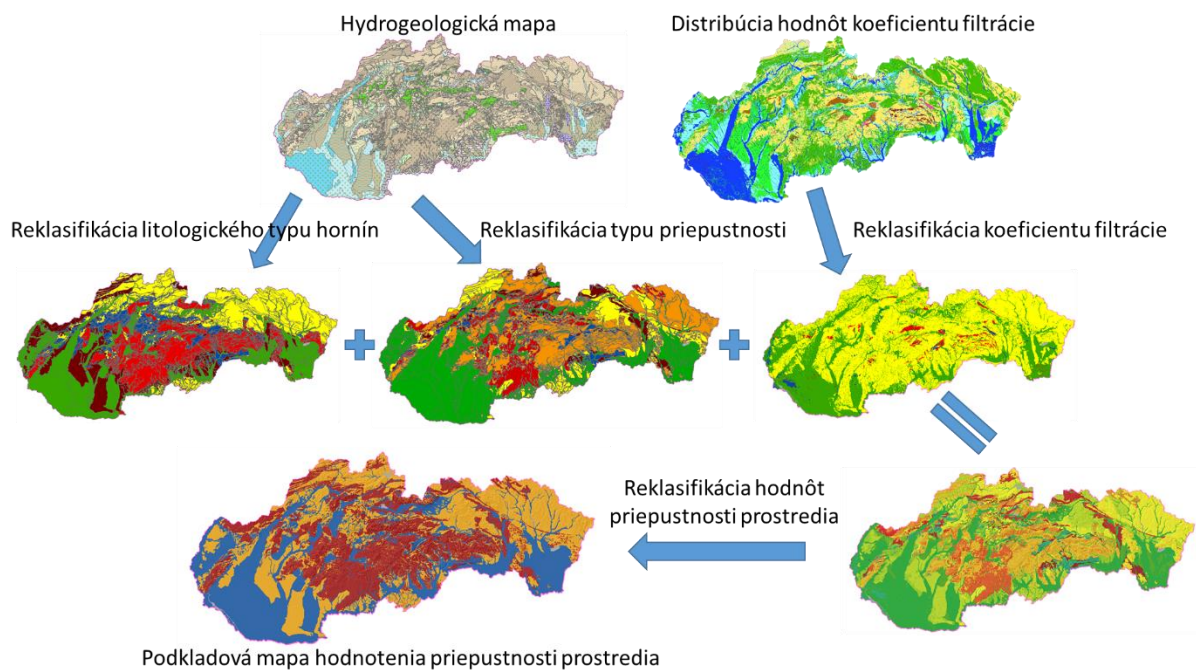 Hydrogeologická mapa
Distribúcia hodnôt koeficientu filtrácie
Reklasifikácia litologického typu hornín
Reklasifikácia typu priepustnosti
Reklasifikácia koeficientu filtrácie
Reklasifikácia hodnôt
priepustnosti prostredia
Podkladová mapa hodnotenia priepustnosti prostredia